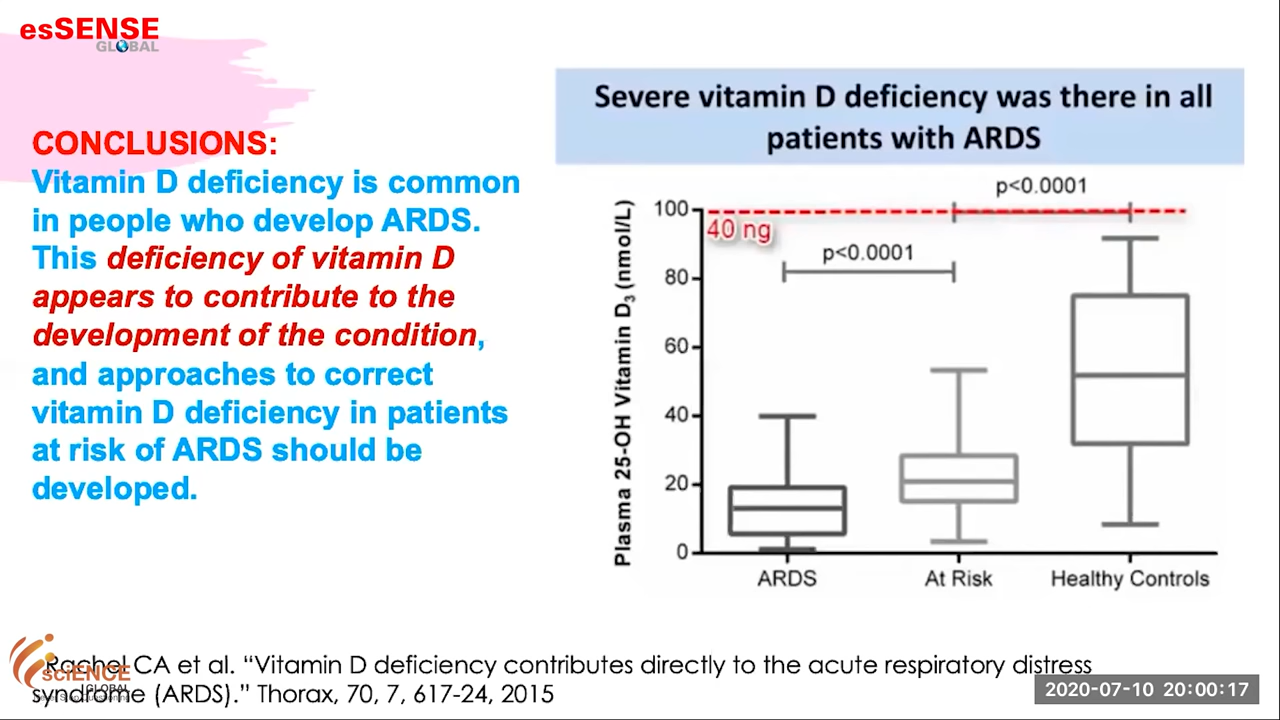 esSENSE
GLOBAL
CONCLUSIONS:
Vitamin D deficiency is common
in people who develop ARDS.
This deficiency of vitamin D
appears to contribute to the
development of the condition,
and approaches to correct
vitamin D deficiency in patients
at risk of ARDS should be
developed.
Severe vitamin D deficiency was there in all
patients with ARDS
p<0.0001
100
40 ng
p<0.0001
80
60
40
20
0
Plasma 25-OH Vitamin D3 (nmol/L)
ARDS
At Risk
Healthy Controls
Rachel CA et al. “Vitamin D deficiency contributes directly to the acute respiratory distress
syndrome (ARDS).” Thorax, 70, 7, 617-24, 2015
sciENCE
GLOBAL
2020-07-10 20:00:17